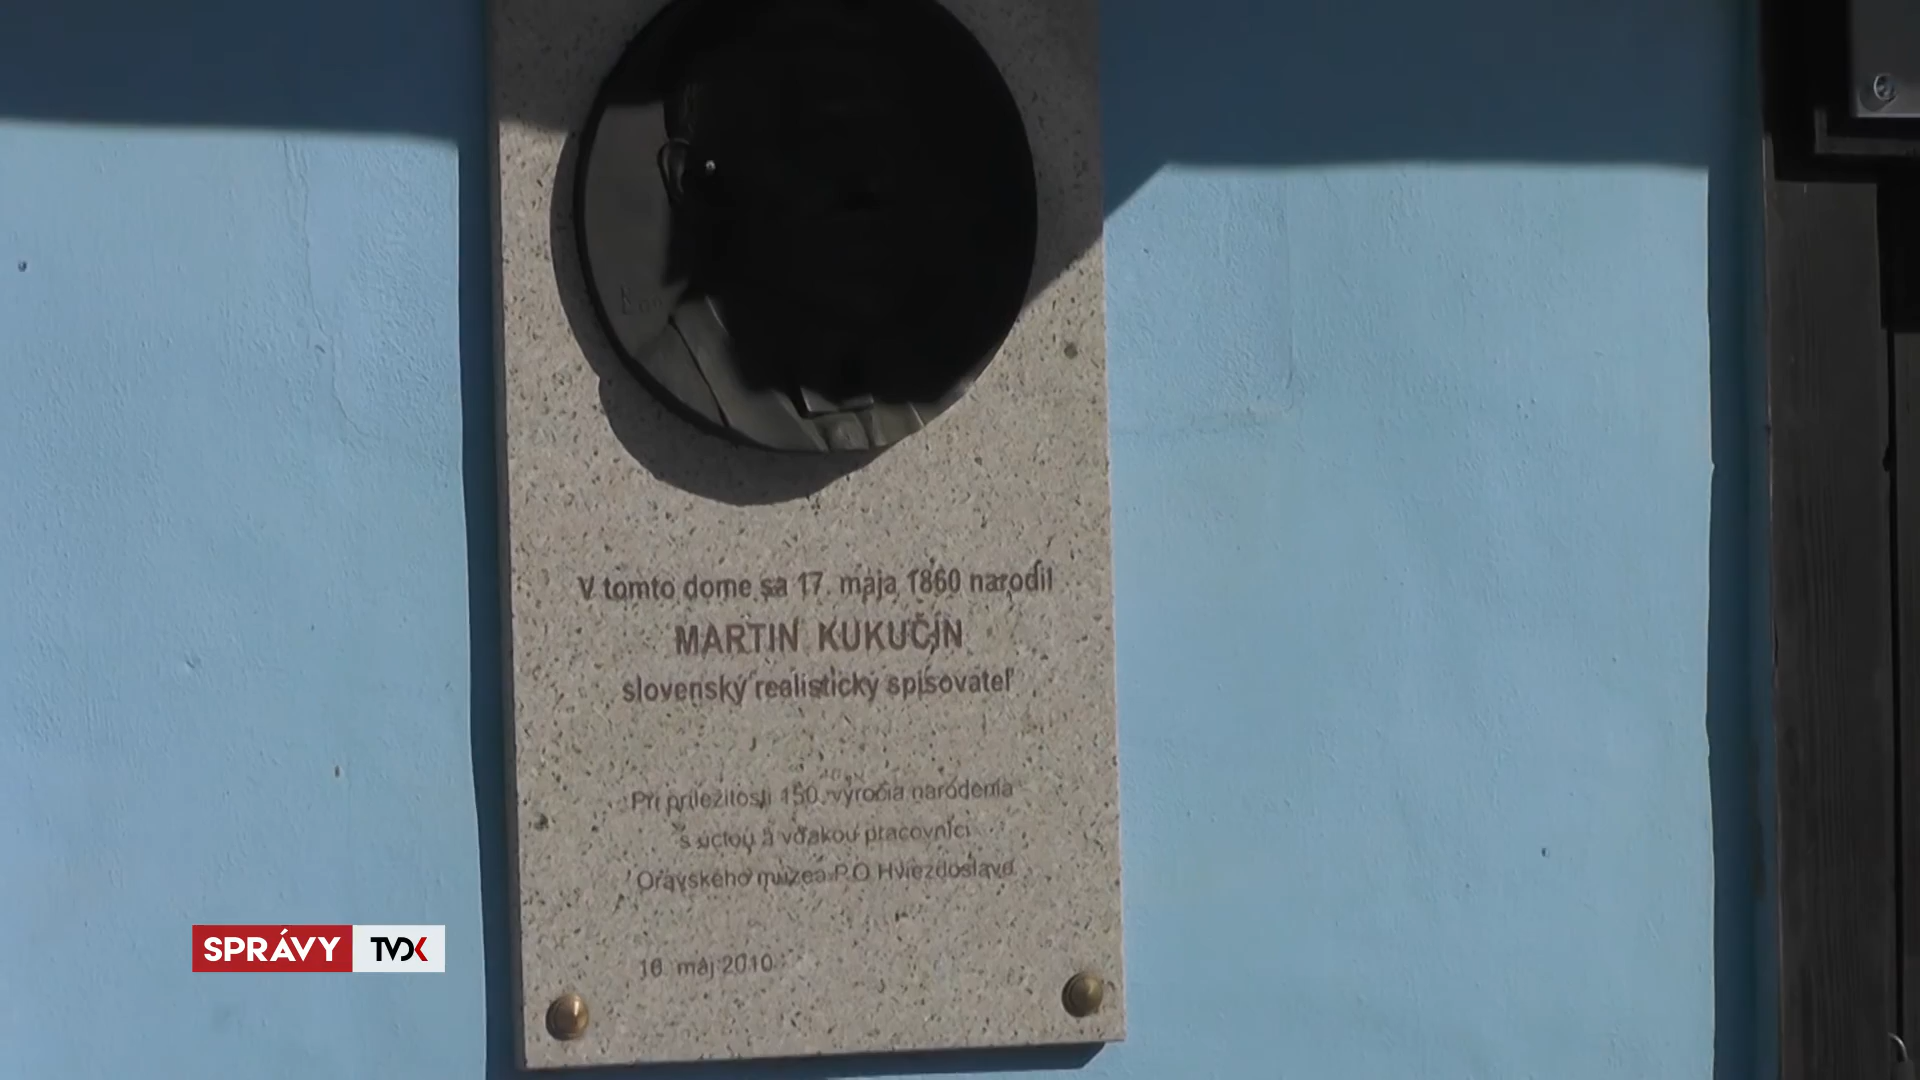 V tomto dome sa 17. mája 1860 narodil
MARTIN KUKUČÍN
slovenský realistický spisovateľ
Pri príležitosti 150. výročia narodenia
s úctou a vďakou pracovníci
Oravského múzea P.O Hviezdoslava
16. máj 2010
SPRÁVY TVDK